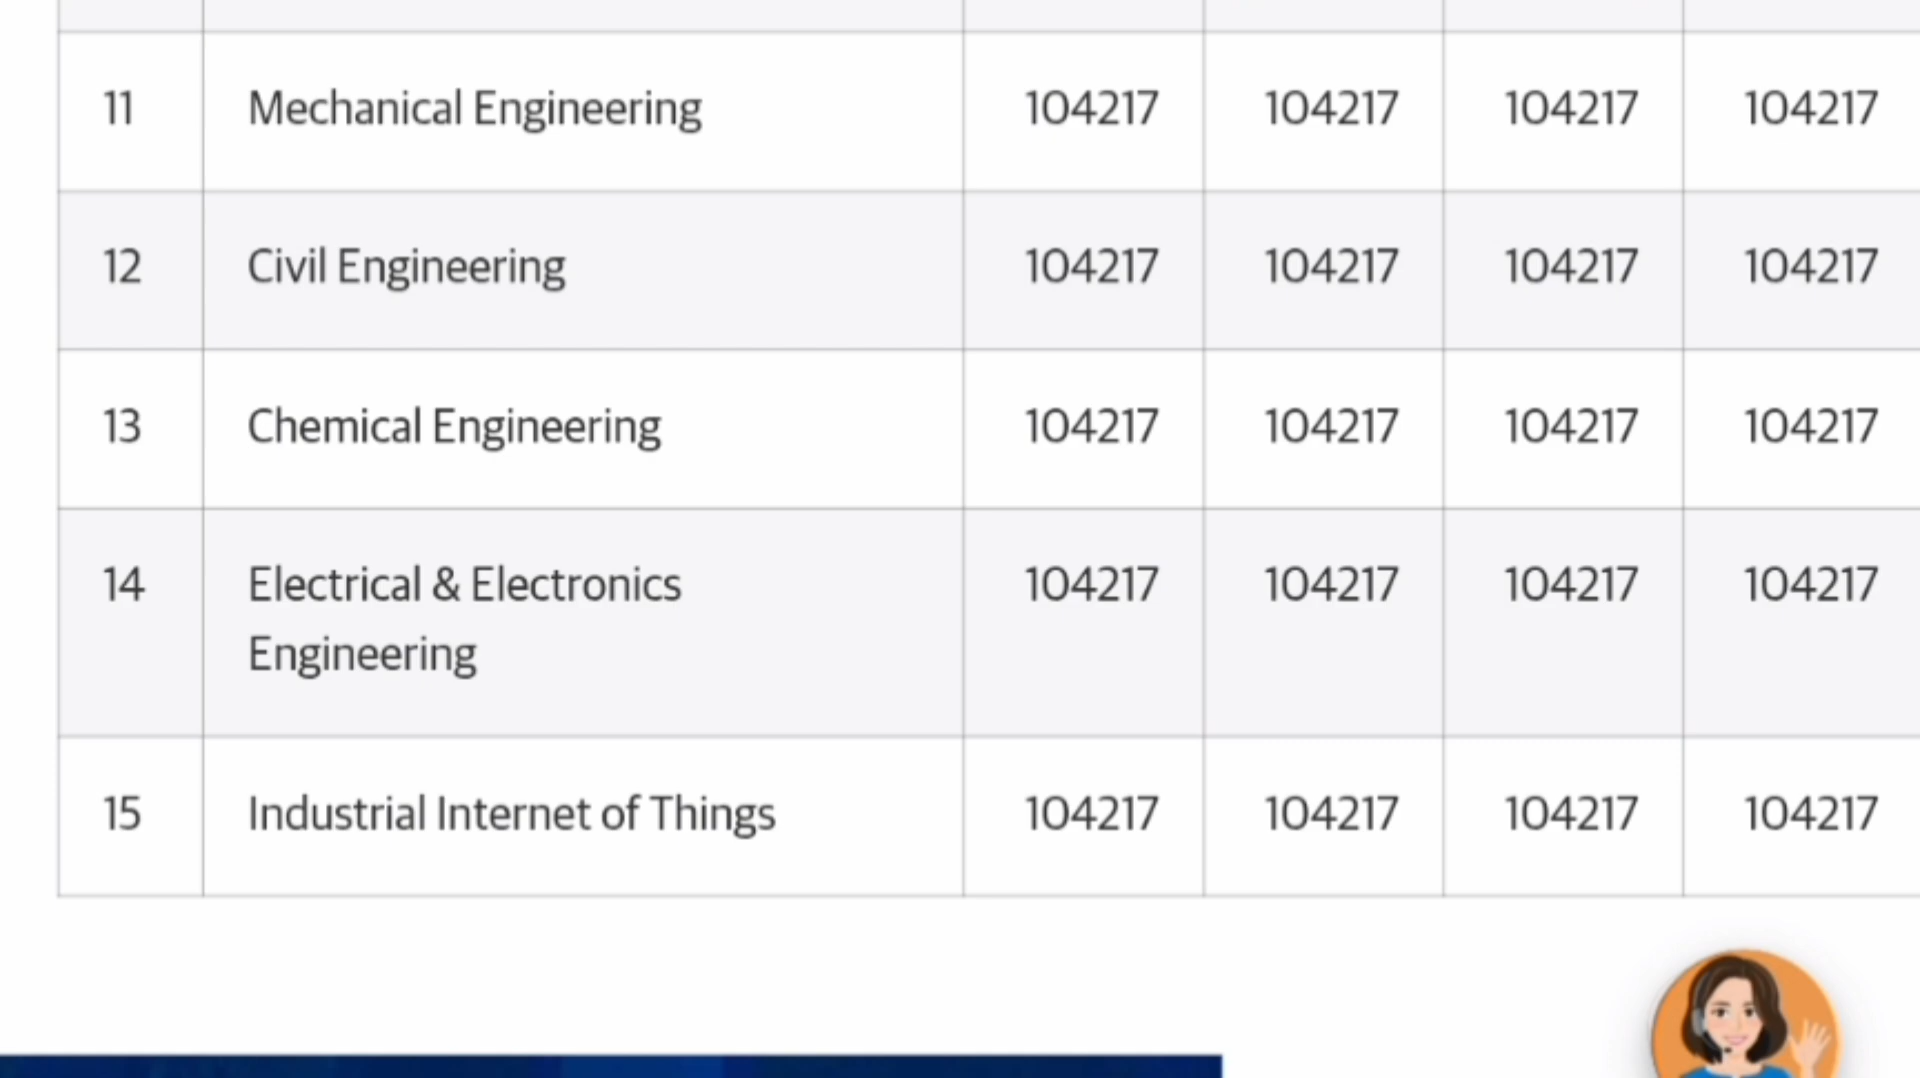 11 Mechanical Engineering 104217 104217 104217 104217
12 Civil Engineering 104217 104217 104217 104217
13 Chemical Engineering 104217 104217 104217 104217
14 Electrical & Electronics 104217 104217 104217 104217
Engineering
15 Industrial Internet of Things 104217 104217 104217 104217